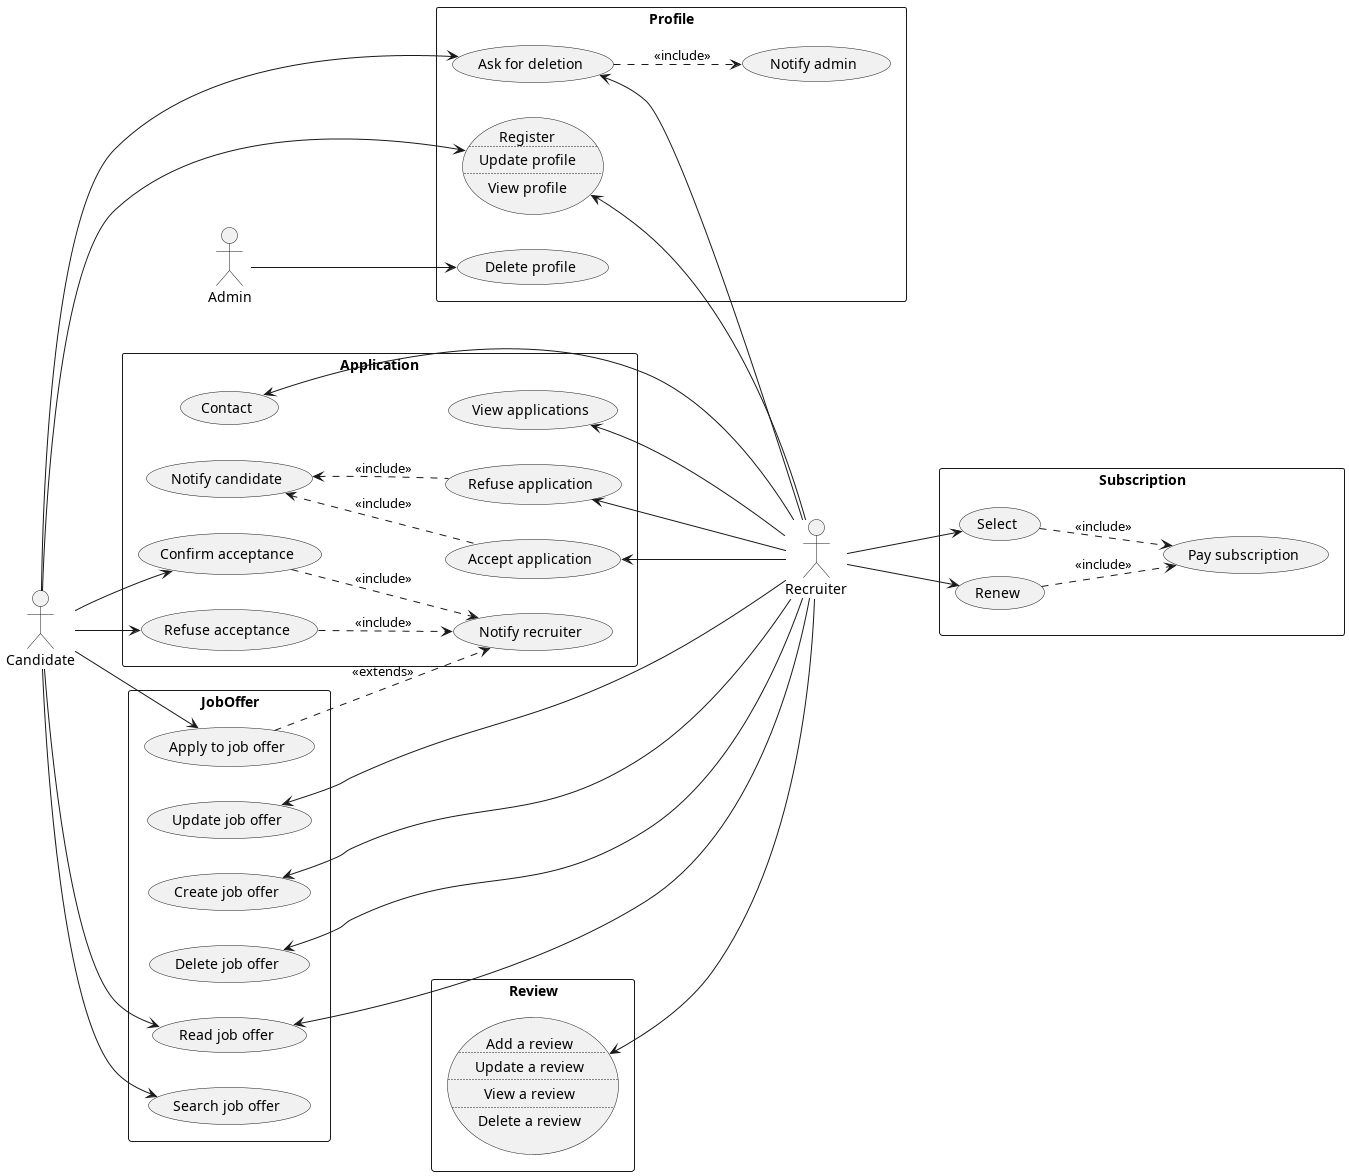 Profile
Ask for deletion
«include»
Notify admin
Register
Update profile
View profile
Delete profile
Admin
Application
Contact
View applications
Notify candidate
«include»
Refuse application
«include»
Confirm acceptance
Accept application
«include»
Refuse acceptance
«include»
Notify recruiter
«extends»
Candidate
Recruiter
Subscription
Select
«include»
Pay subscription
«include»
Renew
JobOffer
Apply to job offer
Update job offer
Create job offer
Delete job offer
Read job offer
Search job offer
Review
Add a review
Update a review
View a review
Delete a review